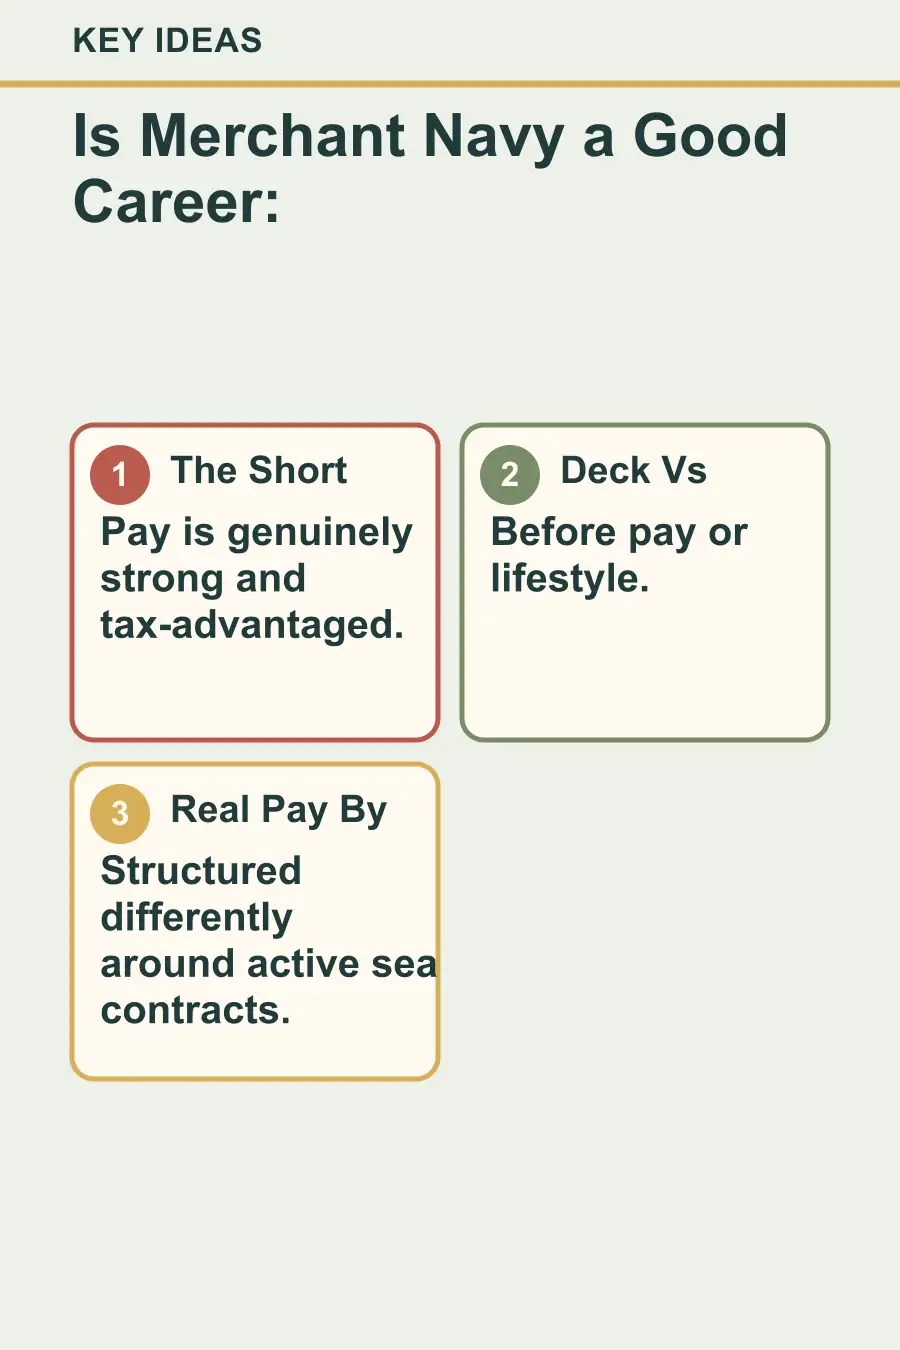 KEY IDEAS
Is Merchant Navy a Good
Career:
1 The Short
Pay is genuinely
strong and
tax-advantaged.
2 Deck Vs
Before pay or
lifestyle.
3 Real Pay By
Structured
differently
around active sea
contracts.